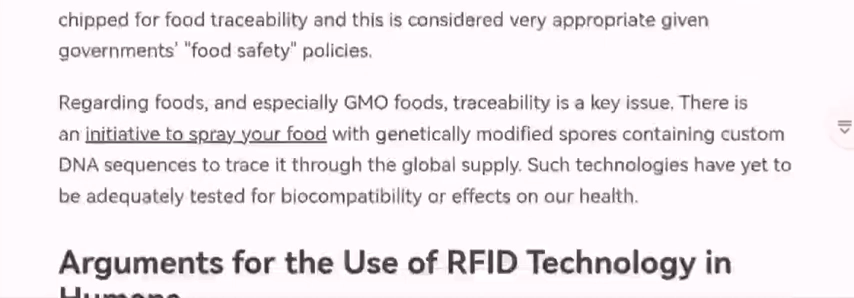 chipped for food traceability and this is considered very appropriate given
governments' "food safety" policies.
Regarding foods, and especially GMO foods, traceability is a key issue. There is
an initiative to spray your food with genetically modified spores containing custom
DNA sequences to trace it through the global supply. Such technologies have yet to
be adequately tested for biocompatibility or effects on our health.
Arguments for the Use of RFID Technology in
Humans